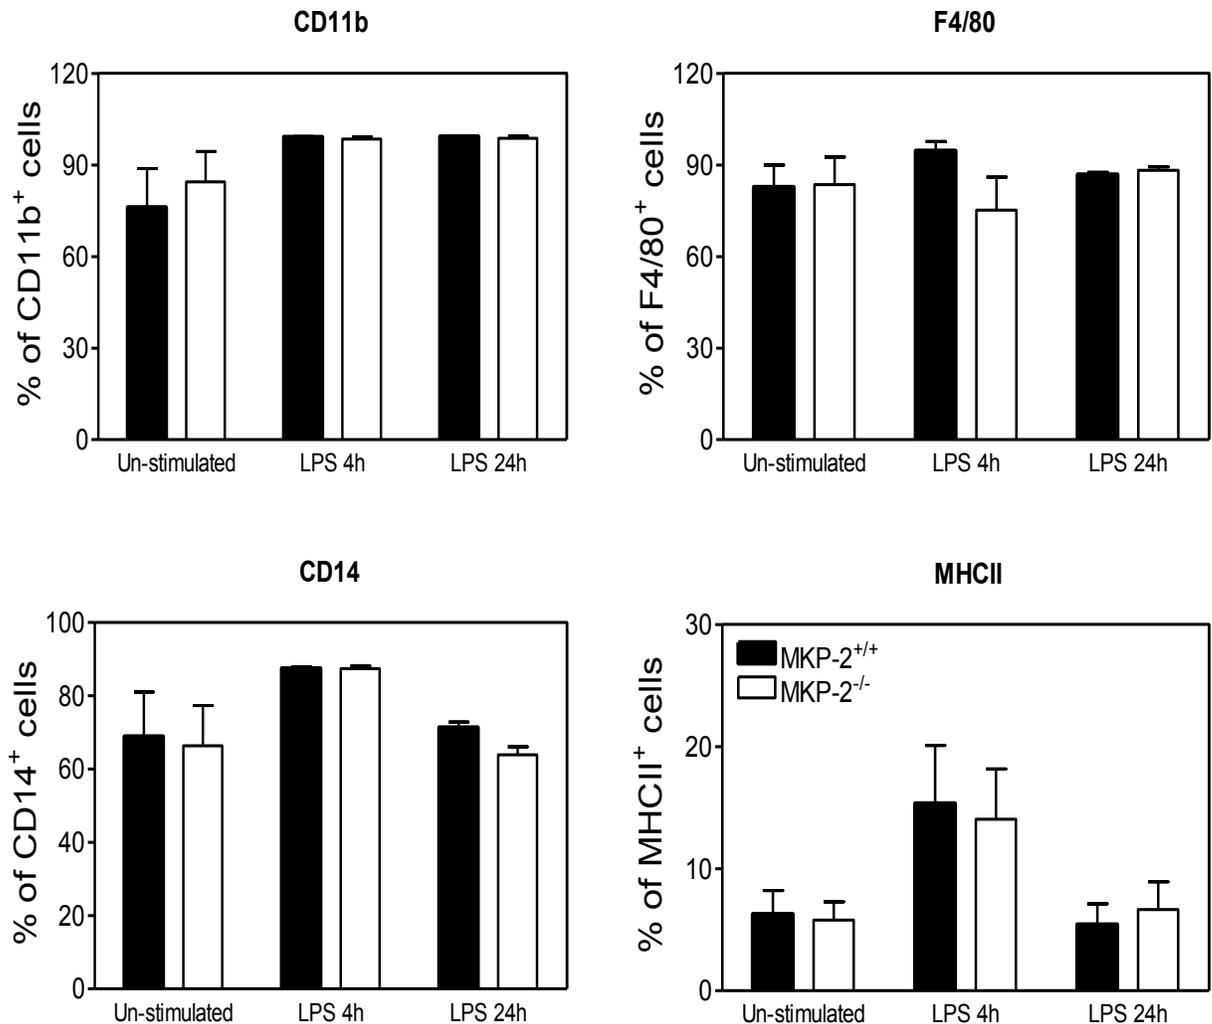 CD11b
% of CD11b⁺ cells
120
90
60
30
0
Un-stimulated LPS 4h LPS 24h
F4/80
% of F4/80⁺ cells
120
90
60
30
0
Un-stimulated LPS 4h LPS 24h
CD14
% of CD14⁺ cells
100
80
60
40
20
0
Un-stimulated LPS 4h LPS 24h
MHCII
% of MHCII⁺ cells
30
20
10
0
MKP-2⁺/⁺
MKP-2⁻/⁻
Un-stimulated LPS 4h LPS 24h